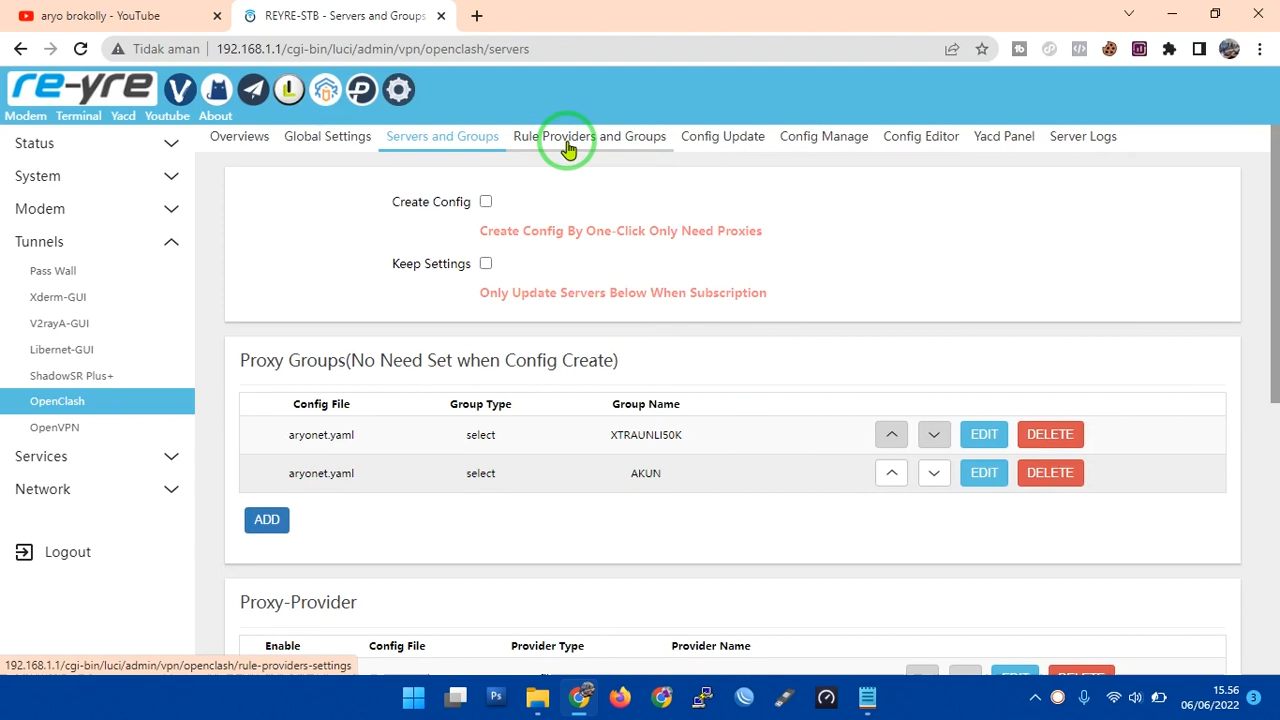 aryo brokolly - YouTube
REYRE-STB - Servers and Groups
Tidak aman
192.168.1.1/cgi-bin/luci/admin/vpn/openclash/servers
re-yre
Modem Terminal Yacd Youtube About
Status
System
Modem
Tunnels
Pass Wall
Xderm-GUI
V2rayA-GUI
Libernet-GUI
ShadowSR Plus+
OpenClash
OpenVPN
Services
Network
Logout
Overviews Global Settings Servers and Groups Rule Providers and Groups Config Update Config Manage Config Editor Yacd Panel Server Logs
Create Config
Create Config By One-Click Only Need Proxies
Keep Settings
Only Update Servers Below When Subscription
Proxy Groups(No Need Set when Config Create)
Config File Group Type Group Name
aryonet.yaml select XTRAUNLI50K EDIT DELETE
aryonet.yaml select AKUN EDIT DELETE
ADD
Proxy-Provider
Enable Config File Provider Type Provider Name
192.168.1.1/cgi-bin/luci/admin/vpn/openclash/rule-providers-settings
15.56
06/06/2022
3